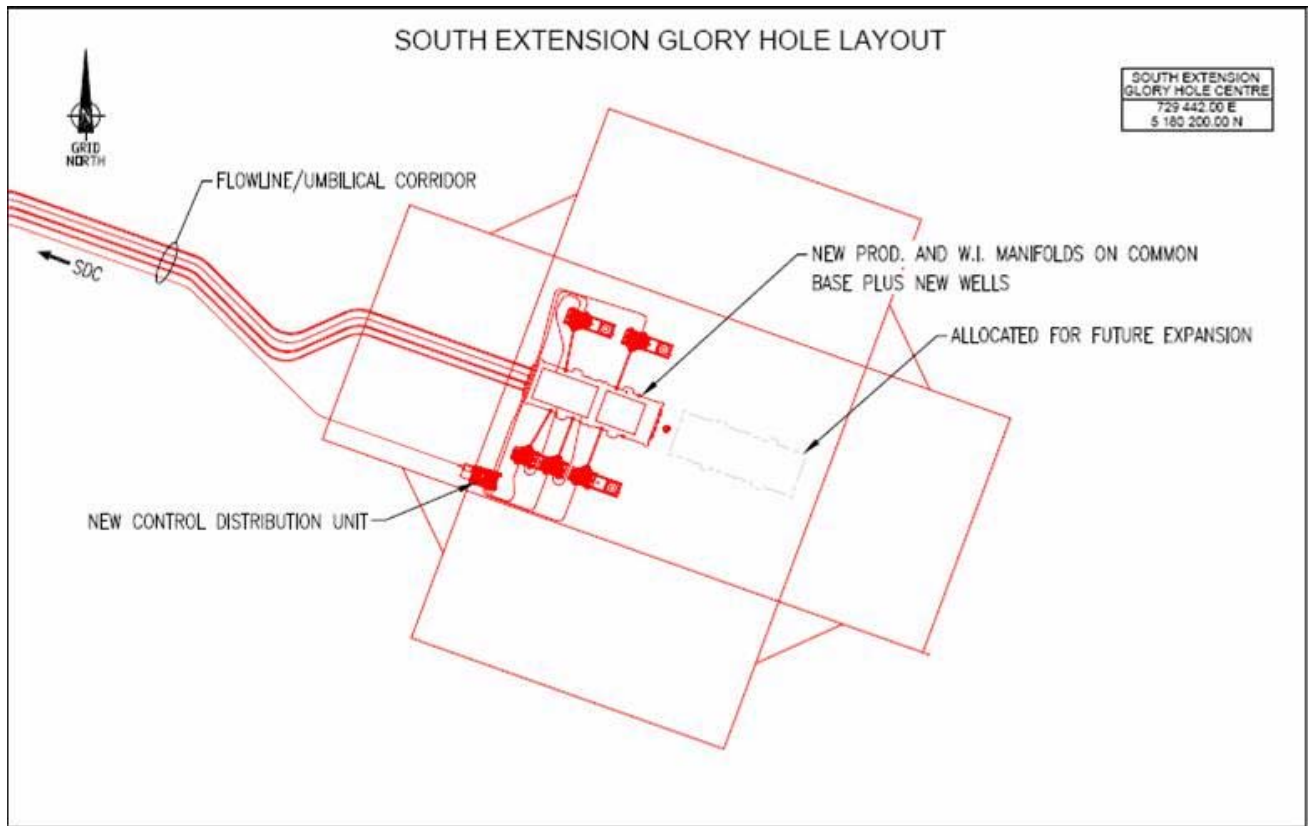 SOUTH EXTENSION GLORY HOLE LAYOUT
SOUTH EXTENSION
GLORY HOLE CENTRE
729 442.00 E
5 180 200.00 N
N
GRID
NORTH
FLOWLINE/UMBILICAL CORRIDOR
SDC
NEW PROD. AND W.I. MANIFOLDS ON COMMON
BASE PLUS NEW WELLS
ALLOCATED FOR FUTURE EXPANSION
NEW CONTROL DISTRIBUTION UNIT